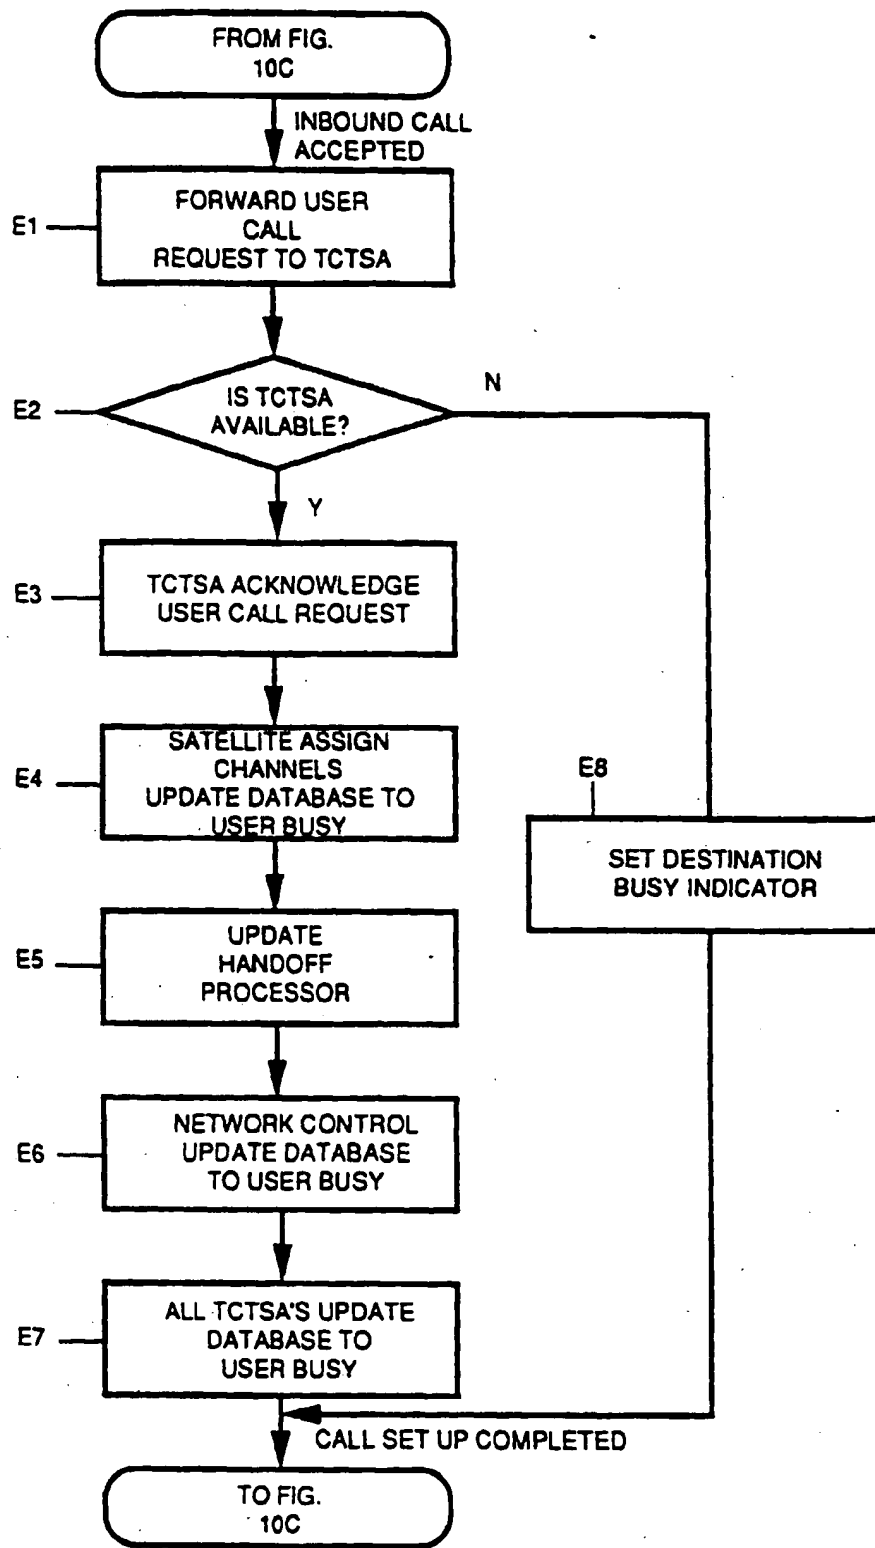 FROM FIG.
10C
INBOUND CALL
ACCEPTED
E1
FORWARD USER
CALL
REQUEST TO TCTSA
E2
IS TCTSA
AVAILABLE?
N
Y
E3
TCTSA ACKNOWLEDGE
USER CALL REQUEST
E4
SATELLITE ASSIGN
CHANNELS
UPDATE DATABASE TO
USER BUSY
E8
SET DESTINATION
BUSY INDICATOR
E5
UPDATE
HANDOFF
PROCESSOR
E6
NETWORK CONTROL
UPDATE DATABASE
TO USER BUSY
E7
ALL TCTSA'S UPDATE
DATABASE TO
USER BUSY
CALL SET UP COMPLETED
TO FIG.
10C